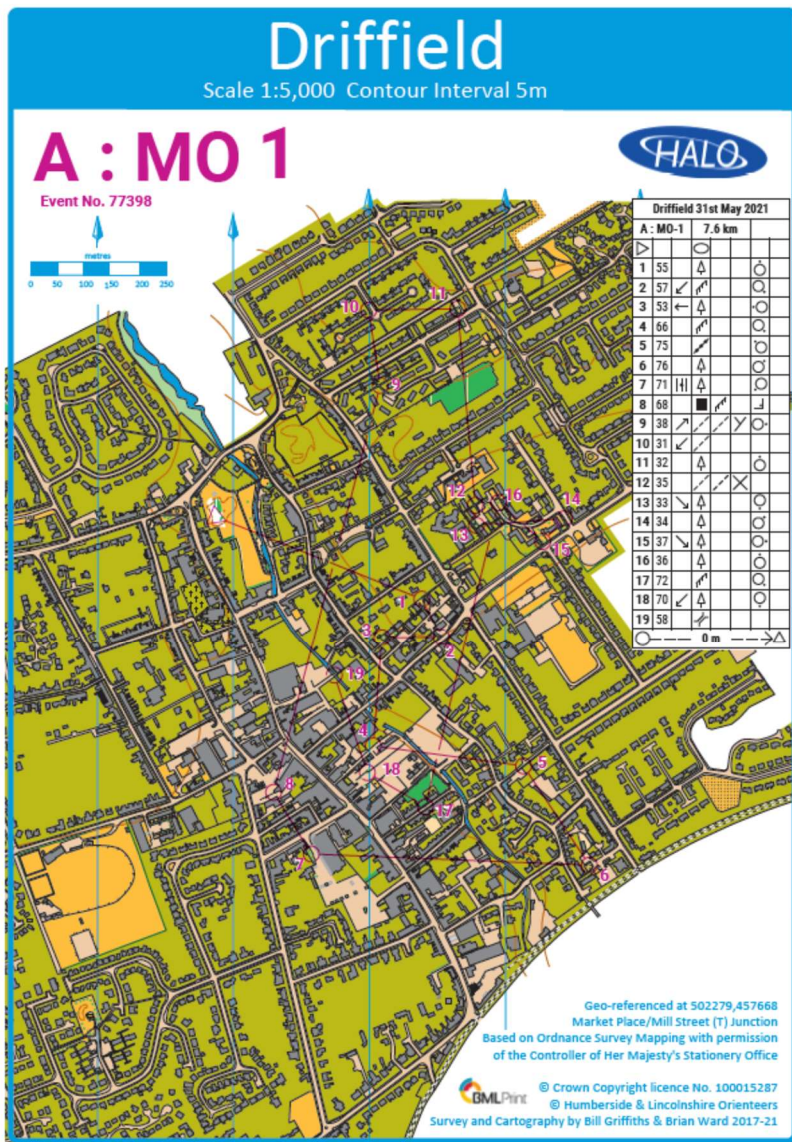 Driffield
Scale 1:5,000 Contour Interval 5m
A : MO 1
Event No. 77398
HALO
metres
0 50 100 150 200 250
Driffield 31st May 2021
A : MO-1 7.6 km
1 55
2 57
3 53
4 66
5 75
6 76
7 71
8 68
9 38
10 31
11 32
12 35
13 33
14 34
15 37
16 36
17 72
18 70
19 58
0 m
10
11
9
12
16
14
13
15
1
3
2
19
4
5
18
8
17
7
6
Geo-referenced at 502279,457668
Market Place/Mill Street (T) Junction
Based on Ordnance Survey Mapping with permission
of the Controller of Her Majesty's Stationery Office
BMLPrint
© Crown Copyright licence No. 100015287
© Humberside & Lincolnshire Orienteers
Survey and Cartography by Bill Griffiths & Brian Ward 2017-21